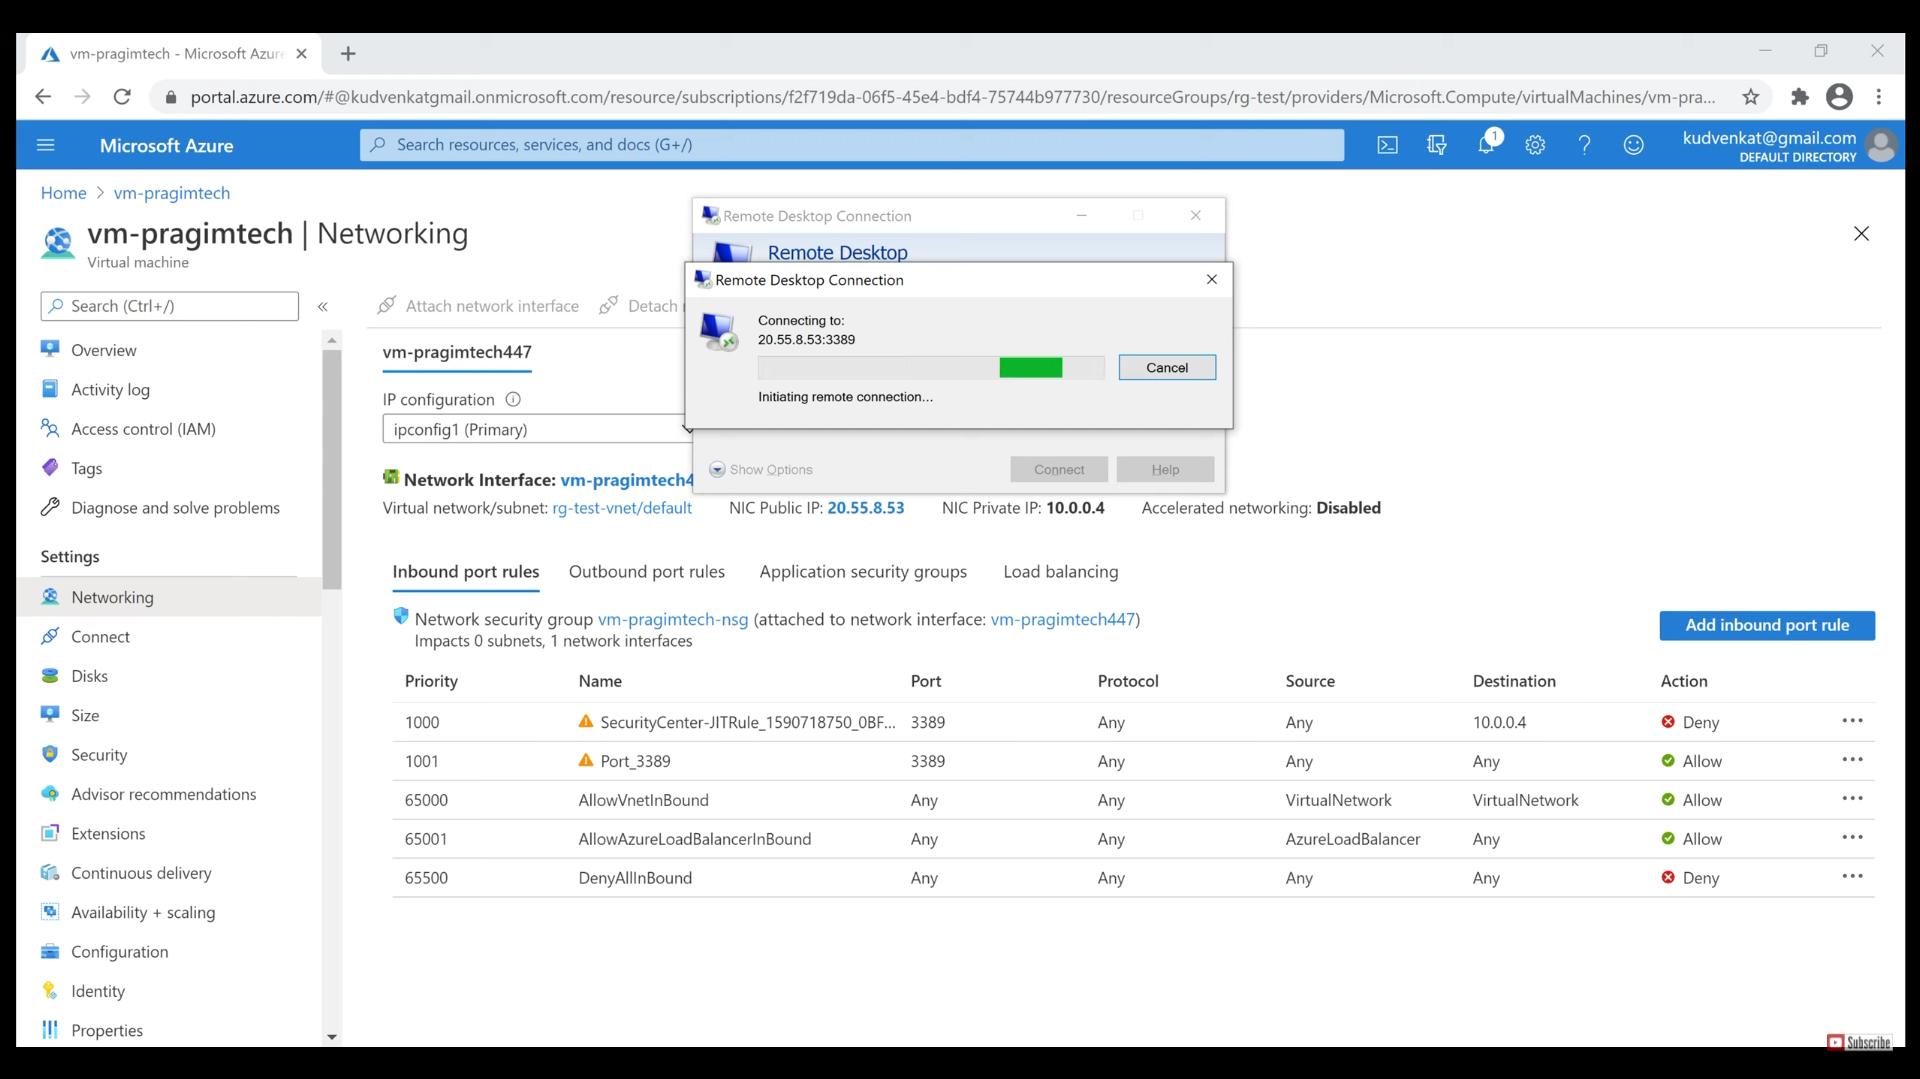 vm-pragimtech - Microsoft Azure
portal.azure.com/#@kudvenkatgmail.onmicrosoft.com/resource/subscriptions/f2f719da-06f5-45e4-bdf4-75744b977730/resourceGroups/rg-test/providers/Microsoft.Compute/virtualMachines/vm-pra...
Microsoft Azure
Search resources, services, and docs (G+/)
1
kudvenkat@gmail.com
DEFAULT DIRECTORY
Home > vm-pragimtech
vm-pragimtech | Networking
Virtual machine
Search (Ctrl+/)
«
Overview
Activity log
Access control (IAM)
Tags
Diagnose and solve problems
Settings
Networking
Connect
Disks
Size
Security
Advisor recommendations
Extensions
Continuous delivery
Availability + scaling
Configuration
Identity
Properties
Attach network interface
Detach
vm-pragimtech447
IP configuration
ipconfig1 (Primary)
Remote Desktop Connection
Remote Desktop
Remote Desktop Connection
Connecting to:
20.55.8.53:3389
Cancel
Initiating remote connection...
Show Options
Connect
Help
Network Interface: vm-pragimtech4
Virtual network/subnet: rg-test-vnet/default NIC Public IP: 20.55.8.53 NIC Private IP: 10.0.0.4 Accelerated networking: Disabled
Inbound port rules Outbound port rules Application security groups Load balancing
Network security group vm-pragimtech-nsg (attached to network interface: vm-pragimtech447)
Impacts 0 subnets, 1 network interfaces
Add inbound port rule
Priority Name Port Protocol Source Destination Action
1000 SecurityCenter-JITRule_1590718750_0BF... 3389 Any Any 10.0.0.4 Deny
1001 Port_3389 3389 Any Any Any Allow
65000 AllowVnetInBound Any Any VirtualNetwork VirtualNetwork Allow
65001 AllowAzureLoadBalancerInBound Any Any AzureLoadBalancer Any Allow
65500 DenyAllInBound Any Any Any Any Deny
Subscribe